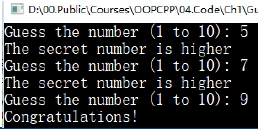 D:\00.Public\Courses\OOPCPP\04.Code\Ch1\Gu
Guess the number (1 to 10): 5
The secret number is higher
Guess the number (1 to 10): 7
The secret number is higher
Guess the number (1 to 10): 9
Congratulations!